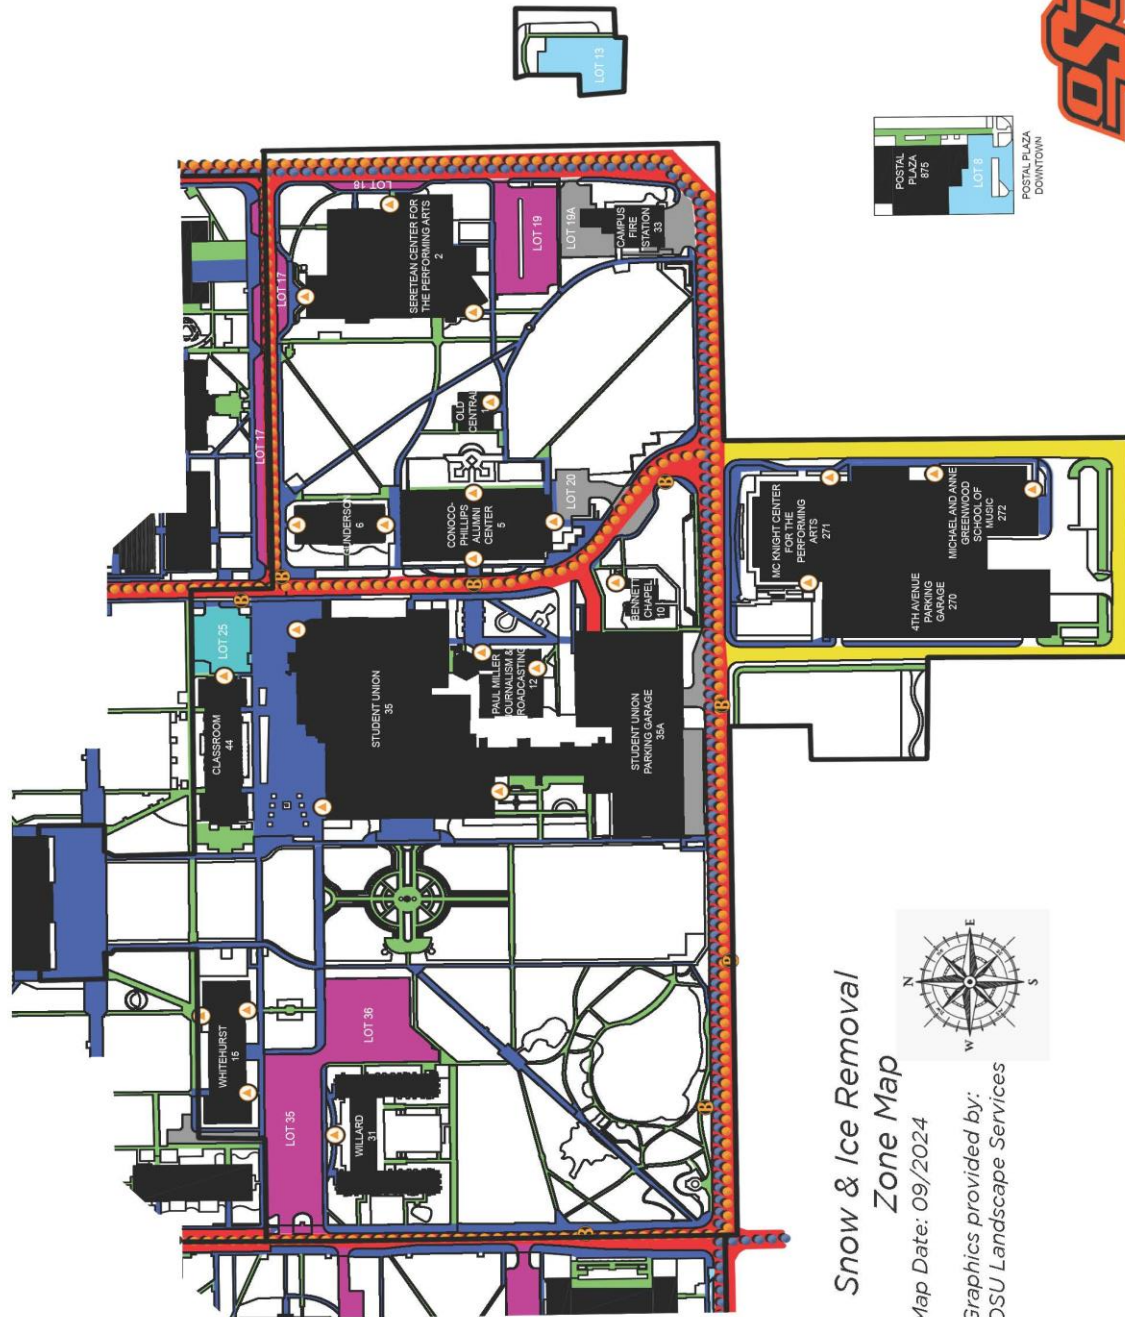 LOT 13
POSTAL
PLAZA
875
LOT 8
POSTAL PLAZA
DOWNTOWN
LOT 18
SERETEAN CENTER FOR
THE PERFORMING ARTS
2
LOT 19
LOT 19A
CAMPUS
FIRE
STATION
33
LOT 17
LOT 17
OLD
CENTRAL
1
GUNDERSON
6
CONOCO-
PHILLIPS
ALUMNI
CENTER
5
LOT 20
B
B
B
B
BENNETT
CHAPEL
10
MC KNIGHT CENTER
FOR THE
PERFORMING
ARTS
271
MICHAEL AND ANNE
GREENWOOD
SCHOOL OF
MUSIC
272
4TH AVENUE
PARKING
GARAGE
270
LOT 25
CLASSROOM
44
STUDENT UNION
35
PAUL MILLER
JOURNALISM &
BROADCASTING
12
STUDENT UNION
PARKING GARAGE
35A
B
WHITEHURST
15
LOT 36
LOT 35
WILLARD
31
B
B
B
N
E
S
W
Snow & Ice Removal
Zone Map
Map Date: 09/2024
Graphics provided by:
OSU Landscape Services